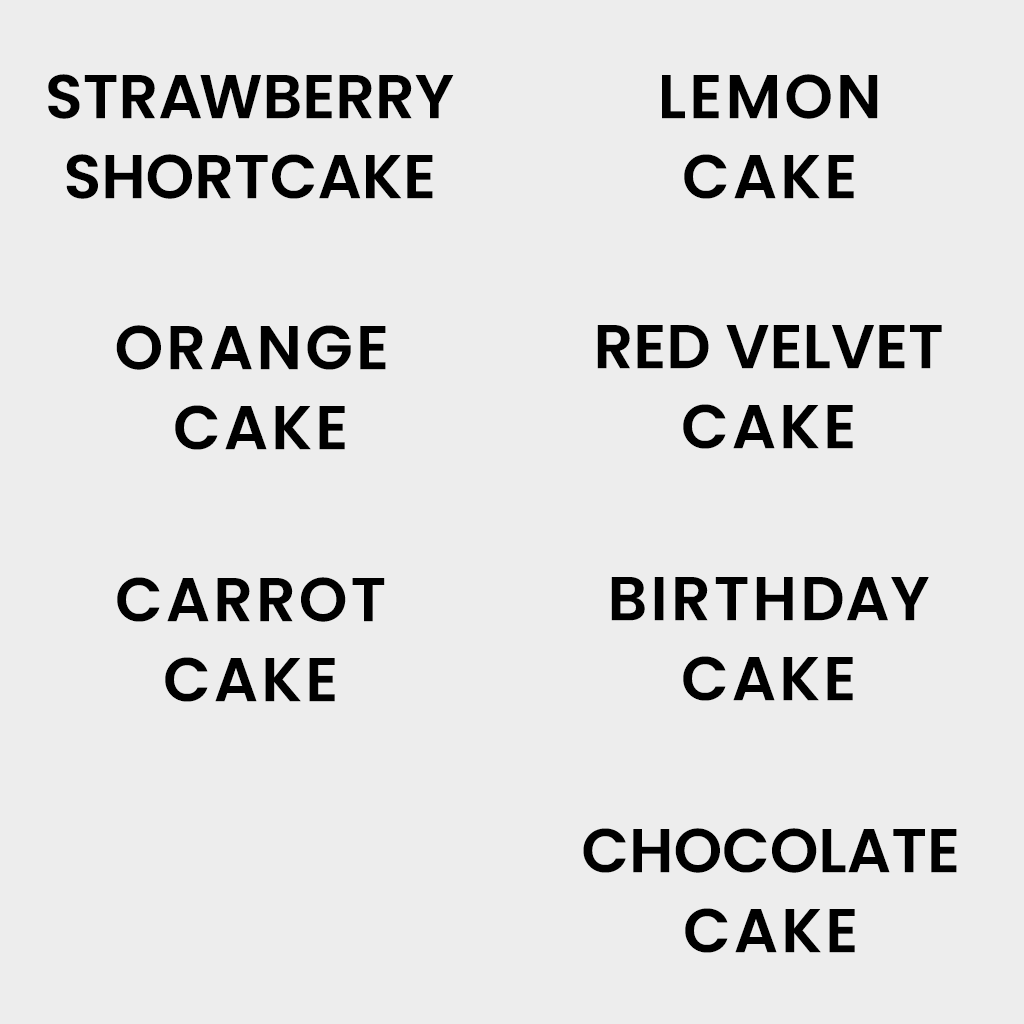 STRAWBERRY
SHORTCAKE
LEMON
CAKE
ORANGE
CAKE
RED VELVET
CAKE
CARROT
CAKE
BIRTHDAY
CAKE
CHOCOLATE
CAKE